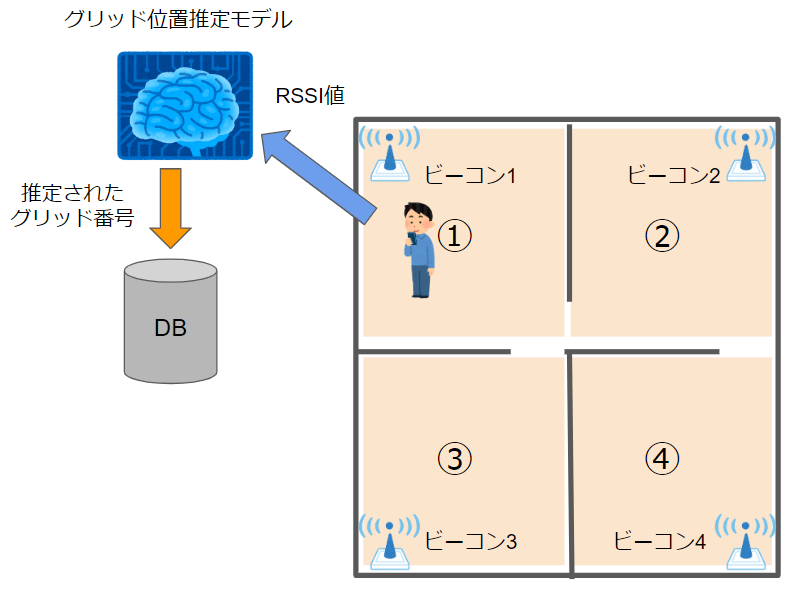 グリッド位置推定モデル
RSSI値
推定された
グリッド番号
DB
ビーコン1
ビーコン2
①
②
③
④
ビーコン3
ビーコン4